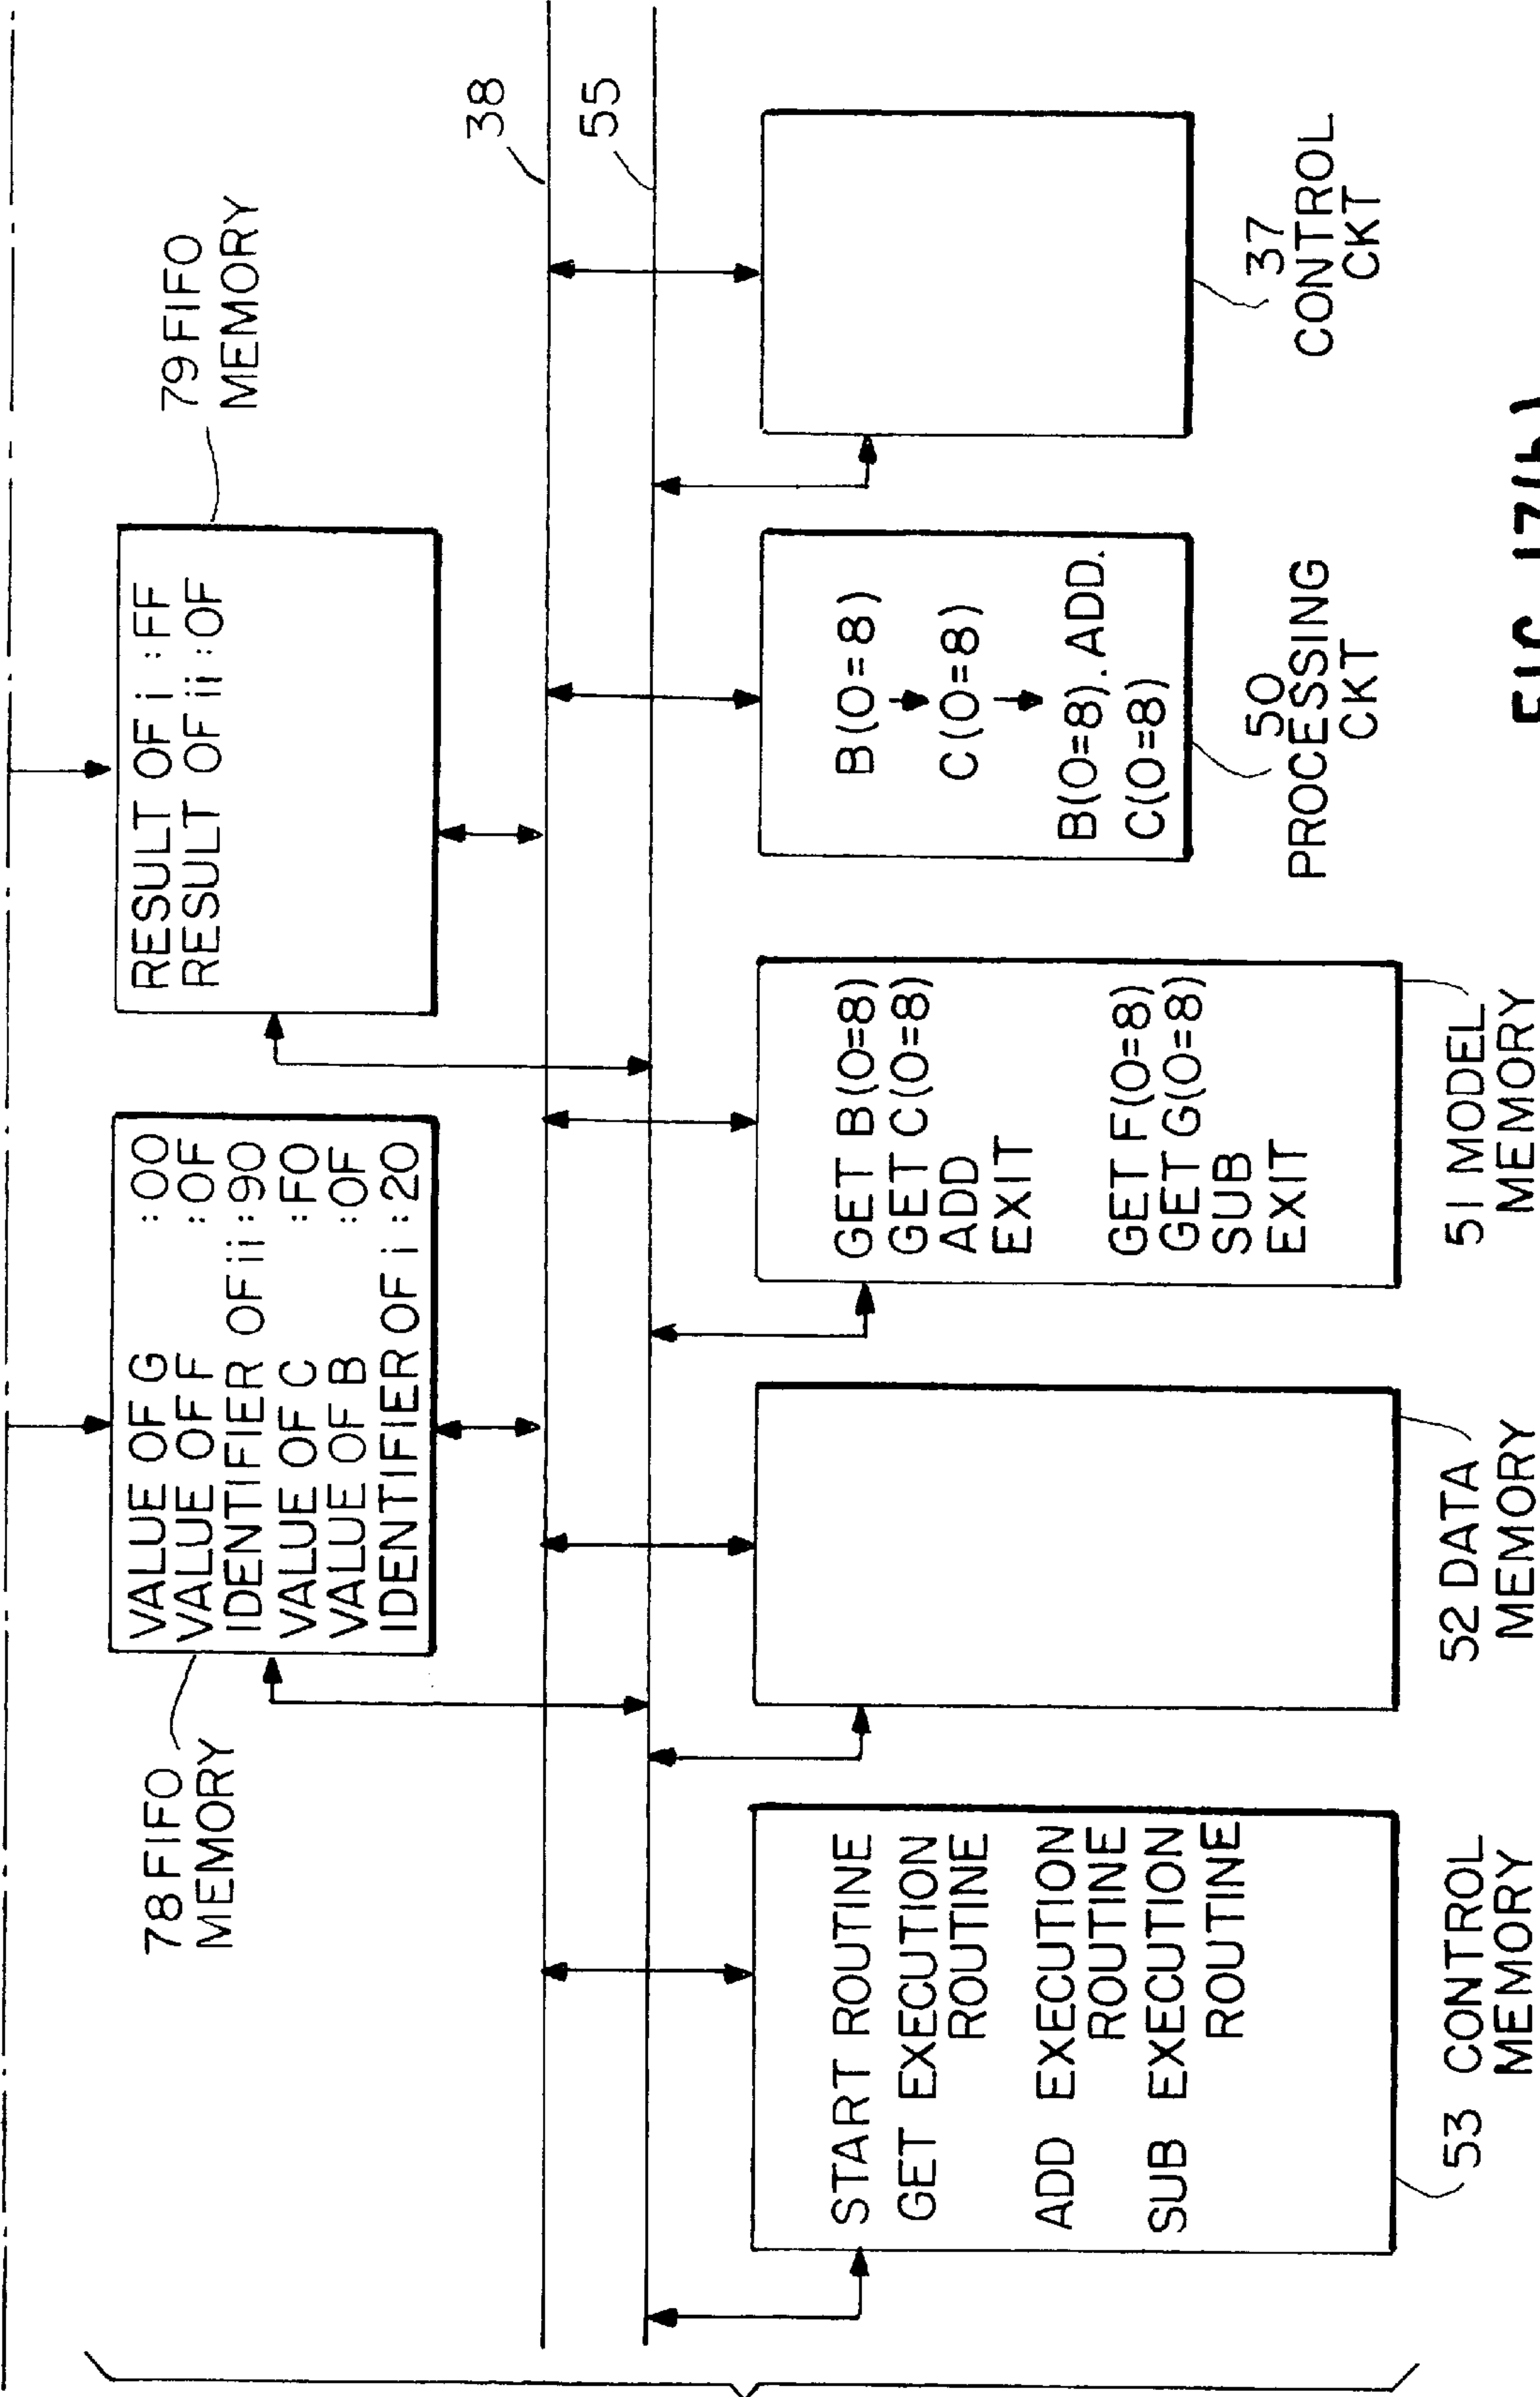 78 FIFO
MEMORY
VALUE OF G :00
VALUE OF F :0F
IDENTIFIER OF ii :90
VALUE OF C :F0
VALUE OF B :0F
IDENTIFIER OF i :20
79 FIFO
MEMORY
RESULT OF i :FF
RESULT OF ii :0F
38
55
START ROUTINE
GET EXECUTION
ROUTINE
ADD EXECUTION
ROUTINE
SUB EXECUTION
ROUTINE
53 CONTROL
MEMORY
52 DATA
MEMORY
GET B(0=8)
GET C(0=8)
ADD
EXIT
GET F(0=8)
GET G(0=8)
SUB
EXIT
51 MODEL
MEMORY
B(0=8)
C(0=8)
B(0=8). ADD.
C(0=8)
50
PROCESSING
CKT
37
CONTROL
CKT